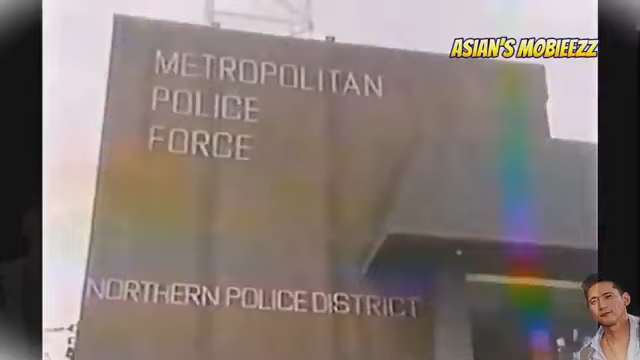 ASIAN'S MOBIEEZZ
METROPOLITAN
POLICE
FORCE
NORTHERN POLICE DISTRICT